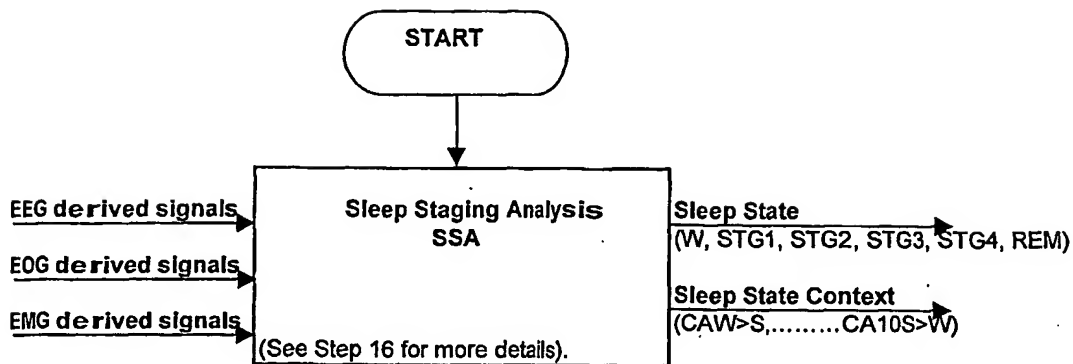 START
EEG derived signals
EOG derived signals
EMG derived signals
Sleep Staging Analysis
SSA
(See Step 16 for more details).
Sleep State
(W, STG1, STG2, STG3, STG4, REM)
Sleep State Context
(CAW>S,.........CA10S>W)